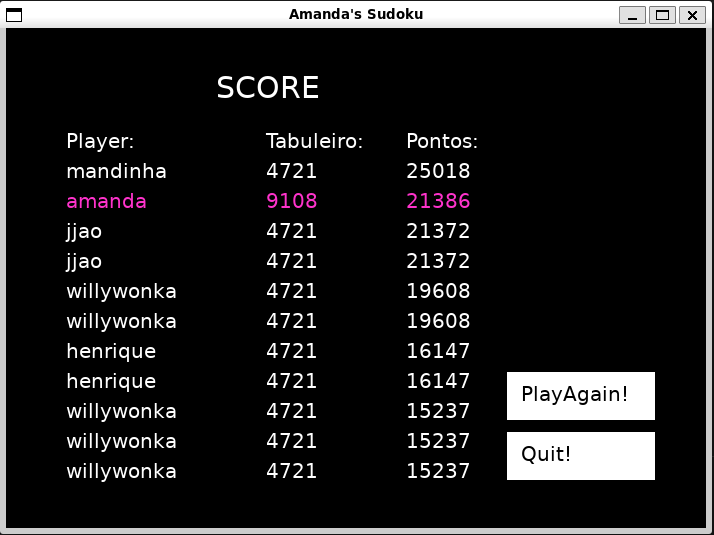 Amanda's Sudoku
SCORE
Player: Tabuleiro: Pontos:
mandinha 4721 25018
amanda 9108 21386
jjao 4721 21372
jjao 4721 21372
willywonka 4721 19608
willywonka 4721 19608
henrique 4721 16147
henrique 4721 16147
willywonka 4721 15237
willywonka 4721 15237
willywonka 4721 15237
PlayAgain!
Quit!